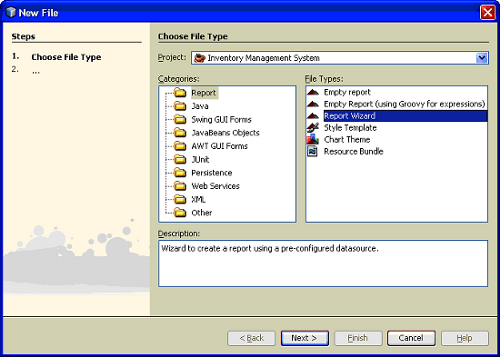 New File
Steps
1. Choose File Type
2. ...
Choose File Type
Project: Inventory Management System
Categories:
Report
Java
Swing GUI Forms
JavaBeans Objects
AWT GUI Forms
JUnit
Persistence
Web Services
XML
Other
File Types:
Empty report
Empty Report (using Groovy for expressions)
Report Wizard
Style Template
Chart Theme
Resource Bundle
Description:
Wizard to create a report using a pre-configured datasource.
< Back Next > Finish Cancel Help